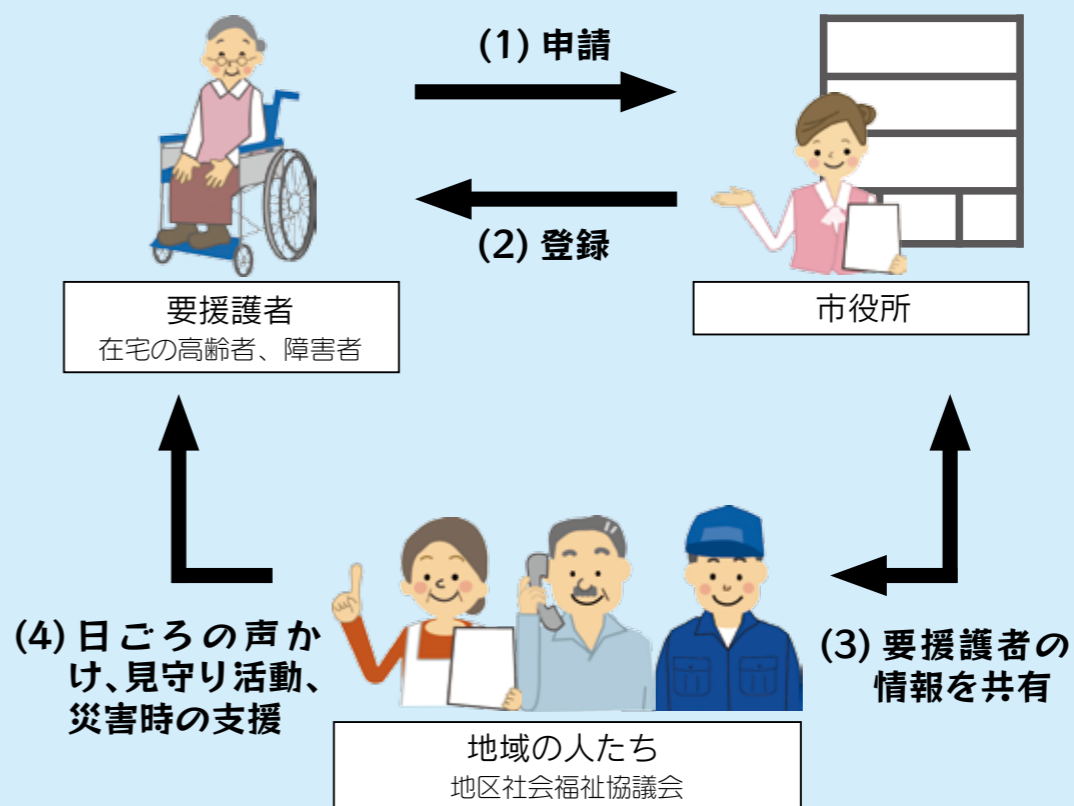 (1) 申請
(2) 登録
要援護者
在宅の高齢者、障害者
市役所
(3) 要援護者の
情報を共有
(4) 日ごろの声か
け、見守り活動、
災害時の支援
地域の人たち
地区社会福祉協議会